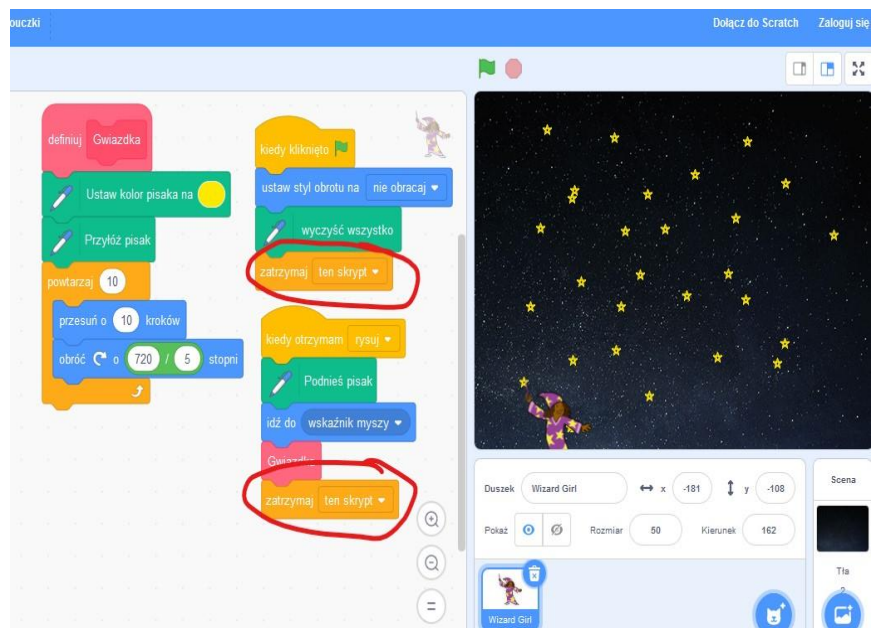 ouczki
Dołącz do Scratch Zaloguj się
definiuj Gwiazdka
Ustaw kolor pisaka na
Przyłóż pisak
powtarzaj 10
przesuń o 10 kroków
obróć o 720 / 5 stopni
kiedy kliknięto
ustaw styl obrotu na nie obracaj
wyczyść wszystko
zatrzymaj ten skrypt
kiedy otrzymam rysuj
Podnieś pisak
idź do wskaźnik myszy
Gwiazdka
zatrzymaj ten skrypt
Duszek Wizard Girl x -181 y -108
Pokaż Rozmiar 50 Kierunek 162
Wizard Girl
Scena
Tła
2